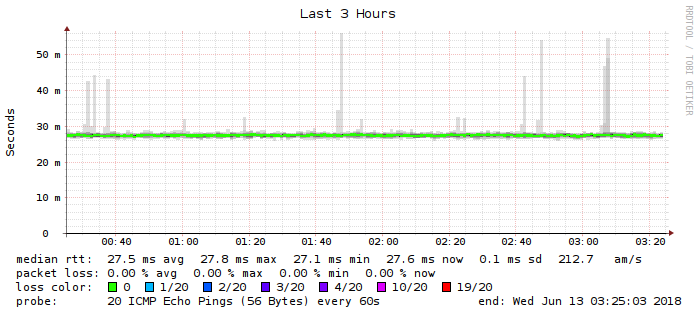 Last 3 Hours
RRDTOOL / TOBI OETIKER
Seconds
50 m
40 m
30 m
20 m
10 m
0
00:40 01:00 01:20 01:40 02:00 02:20 02:40 03:00 03:20
median rtt: 27.5 ms avg 27.8 ms max 27.1 ms min 27.6 ms now 0.1 ms sd 212.7 am/s
packet loss: 0.00 % avg 0.00 % max 0.00 % min 0.00 % now
loss color: 0 1/20 2/20 3/20 4/20 10/20 19/20
probe: 20 ICMP Echo Pings (56 Bytes) every 60s end: Wed Jun 13 03:25:03 2018